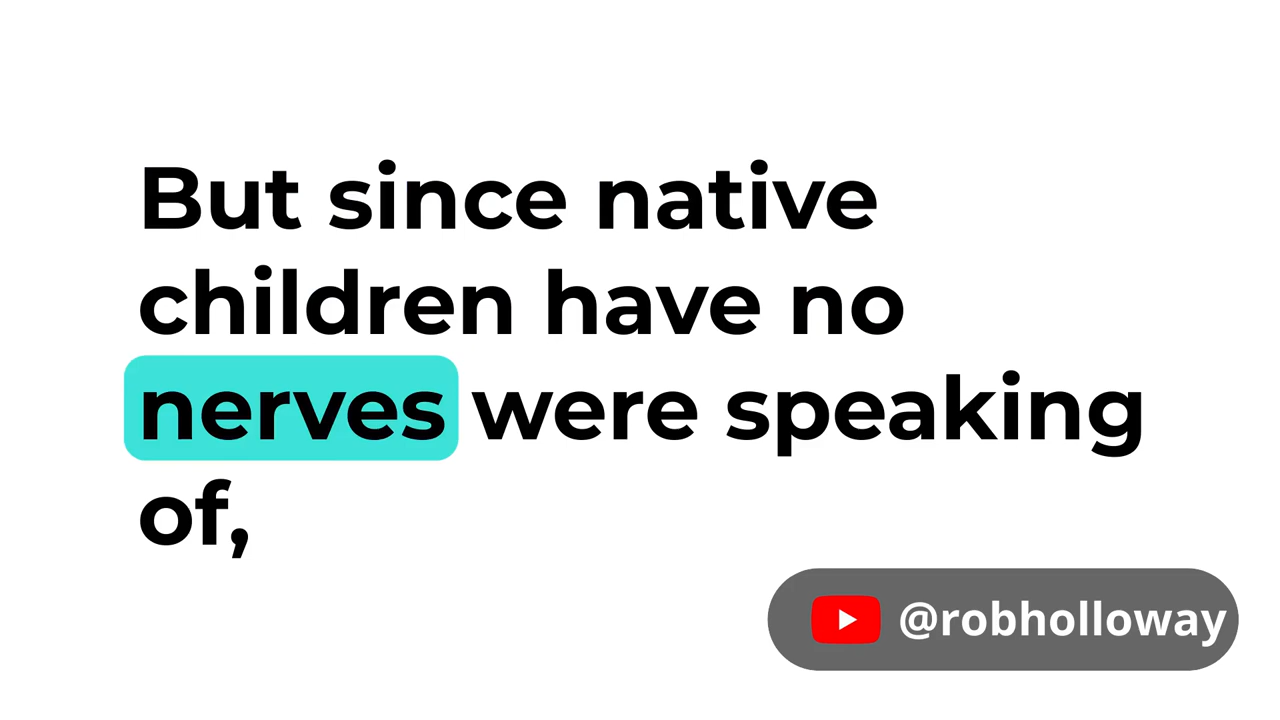 But since native
children have no
nerves were speaking
of,
@robholloway